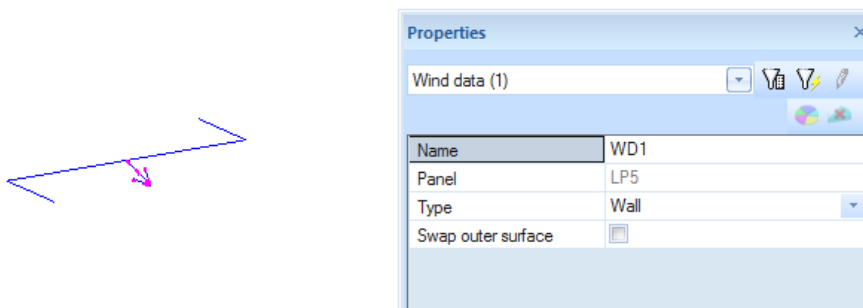 Properties
Wind data (1)
Name WD1
Panel LP5
Type Wall
Swap outer surface